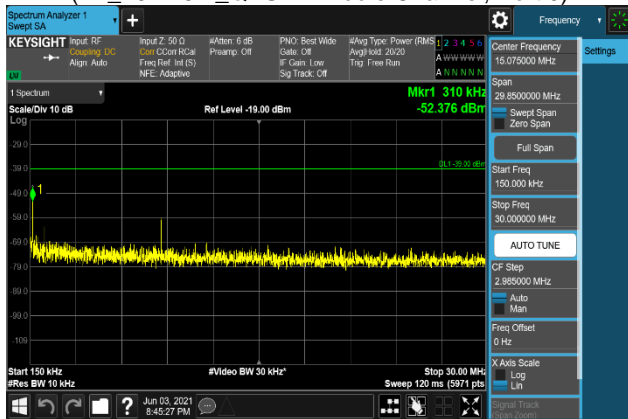 Spectrum Analyzer 1
Swept SA
Frequency
KEYSIGHT
Input: RF
Coupling: DC
Align: Auto
Input Z: 50 Ω
Corr CCorr RCal
Freq Ref: Int (S)
NFE: Adaptive
#Atten: 6 dB
Preamp: Off
PNO: Best Wide
Gate: Off
IF Gain: Low
Sig Track: Off
#Avg Type: Power (RMS
Avg|Hold: 20/20
Trig: Free Run
1 2 3 4 5 6
A W W W W W
A N N N N N
LW
1 Spectrum
Scale/Div 10 dB
Log
Ref Level -19.00 dBm
Mkr1 310 kHz
-52.376 dBm
DL1 -39.00 dBm
1
-29.0
-39.0
-49.0
-59.0
-69.0
-79.0
-89.0
-99.0
-109
Start 150 kHz
#Res BW 10 kHz
#Video BW 30 kHz*
Stop 30.00 MHz
Sweep 120 ms (5971 pts
Jun 03, 2021
8:45:27 PM
Center Frequency
15.075000 MHz
Settings
Span
29.8500000 MHz
Swept Span
Zero Span
Full Span
Start Freq
150.000 kHz
Stop Freq
30.000000 MHz
AUTO TUNE
CF Step
2.985000 MHz
Auto
Man
Freq Offset
0 Hz
X Axis Scale
Log
Lin
Signal Track
(Span Zoom)